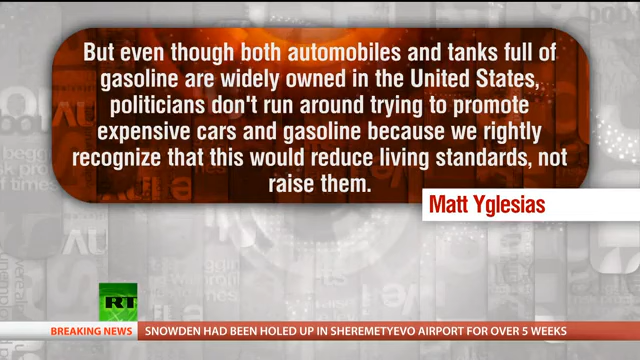 But even though both automobiles and tanks full of
gasoline are widely owned in the United States,
politicians don't run around trying to promote
expensive cars and gasoline because we rightly
recognize that this would reduce living standards, not
raise them.
Matt Yglesias
RT
BREAKING NEWS
SNOWDEN HAD BEEN HOLED UP IN SHEREMETYEVO AIRPORT FOR OVER 5 WEEKS